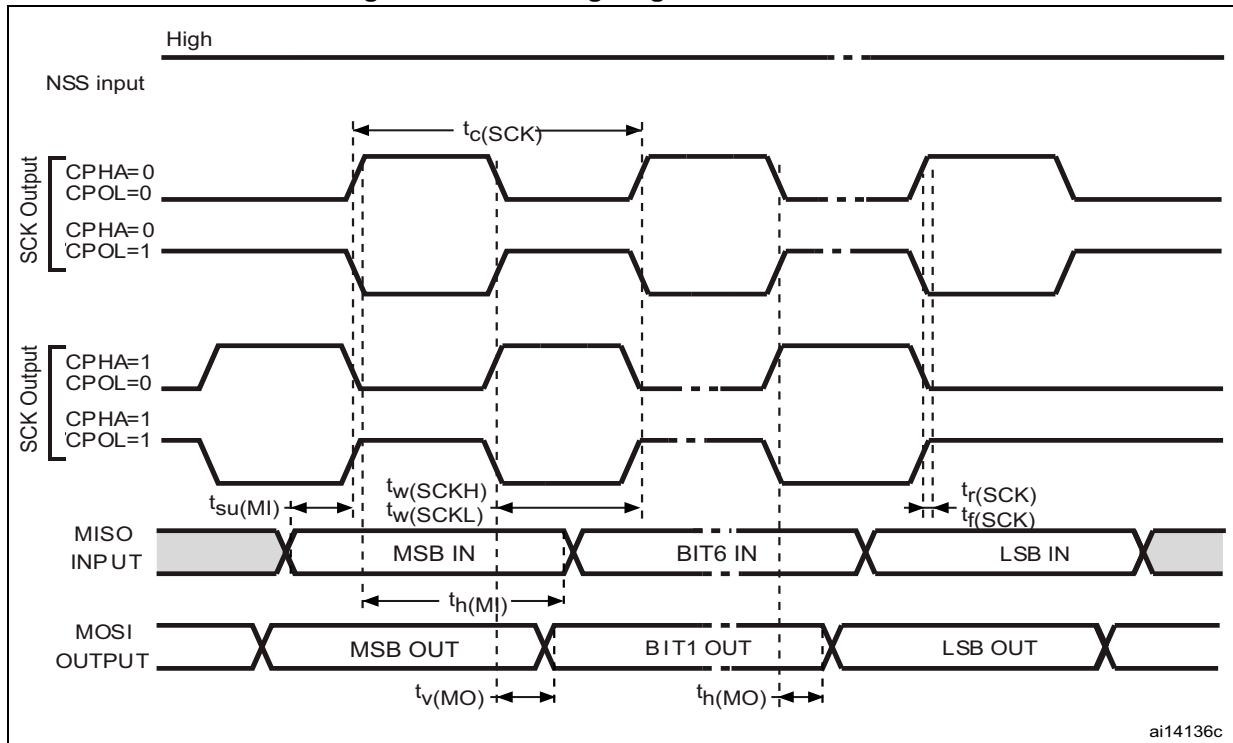 High
NSS input
tc(SCK)
SCK Output
CPHA=0
CPOL=0
CPHA=0
CPOL=1
SCK Output
CPHA=1
CPOL=0
CPHA=1
CPOL=1
tsu(MI)
tw(SCKH)
tw(SCKL)
tr(SCK)
tf(SCK)
MISO
INPUT
MSB IN
BIT6 IN
LSB IN
th(MI)
MOSI
OUTPUT
MSB OUT
BIT1 OUT
LSB OUT
tv(MO)
th(MO)
ai14136c